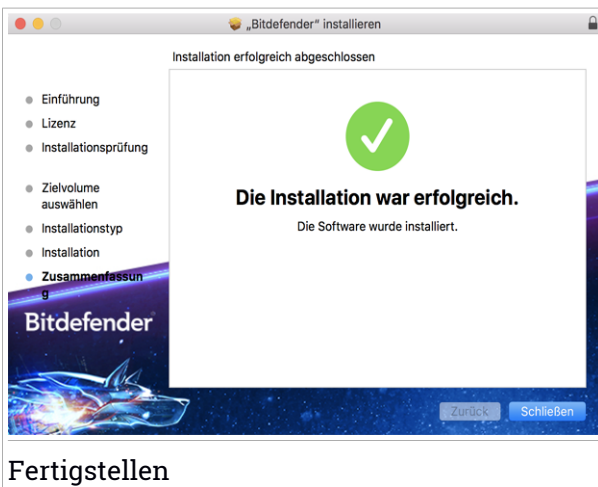 „Bitdefender" installieren
Installation erfolgreich abgeschlossen
Einführung
Lizenz
Installationsprüfung
Zielvolume
auswählen
Installationstyp
Installation
Zusammenfassun
g
Bitdefender
Die Installation war erfolgreich.
Die Software wurde installiert.
Zurück
Schließen
Fertigstellen